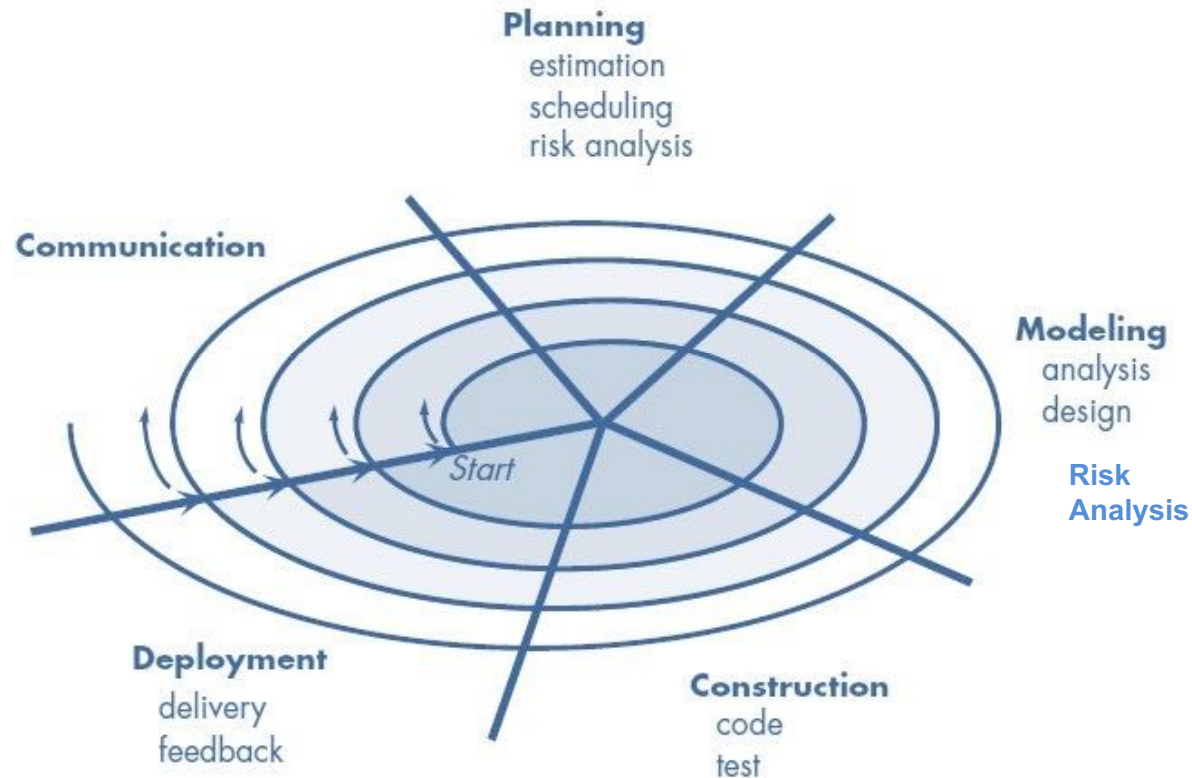 Planning
estimation
scheduling
risk analysis
Communication
Modeling
analysis
design
Risk
Analysis
Start
Deployment
delivery
feedback
Construction
code
test